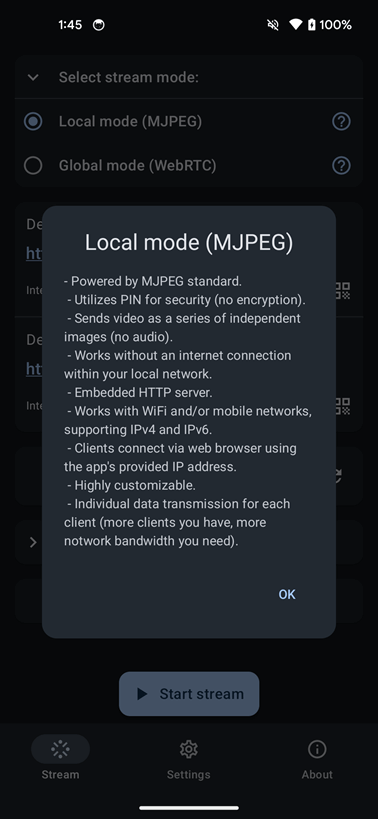 1:45
100%
Select stream mode:
Local mode (MJPEG)
Global mode (WebRTC)
De
htt
Inte
De
htt
Inte
Local mode (MJPEG)
- Powered by MJPEG standard.
- Utilizes PIN for security (no encryption).
- Sends video as a series of independent
images (no audio).
- Works without an internet connection
within your local network.
- Embedded HTTP server.
- Works with WiFi and/or mobile networks,
supporting IPv4 and IPv6.
- Clients connect via web browser using
the app's provided IP address.
- Highly customizable.
- Individual data transmission for each
client (more clients you have, more
notwork bandwidth you need).
OK
Start stream
Stream
Settings
About